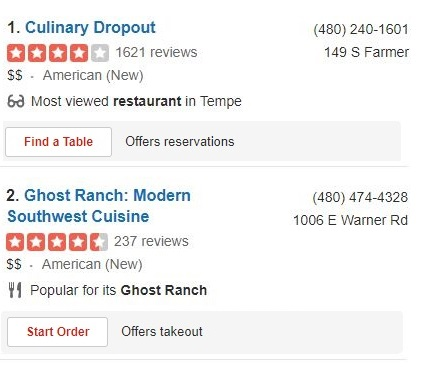 1. Culinary Dropout
(480) 240-1601
1621 reviews
149 S Farmer
$$ · American (New)
Most viewed restaurant in Tempe
Find a Table
Offers reservations
2. Ghost Ranch: Modern
Southwest Cuisine
(480) 474-4328
1006 E Warner Rd
237 reviews
$$ · American (New)
Popular for its Ghost Ranch
Start Order
Offers takeout